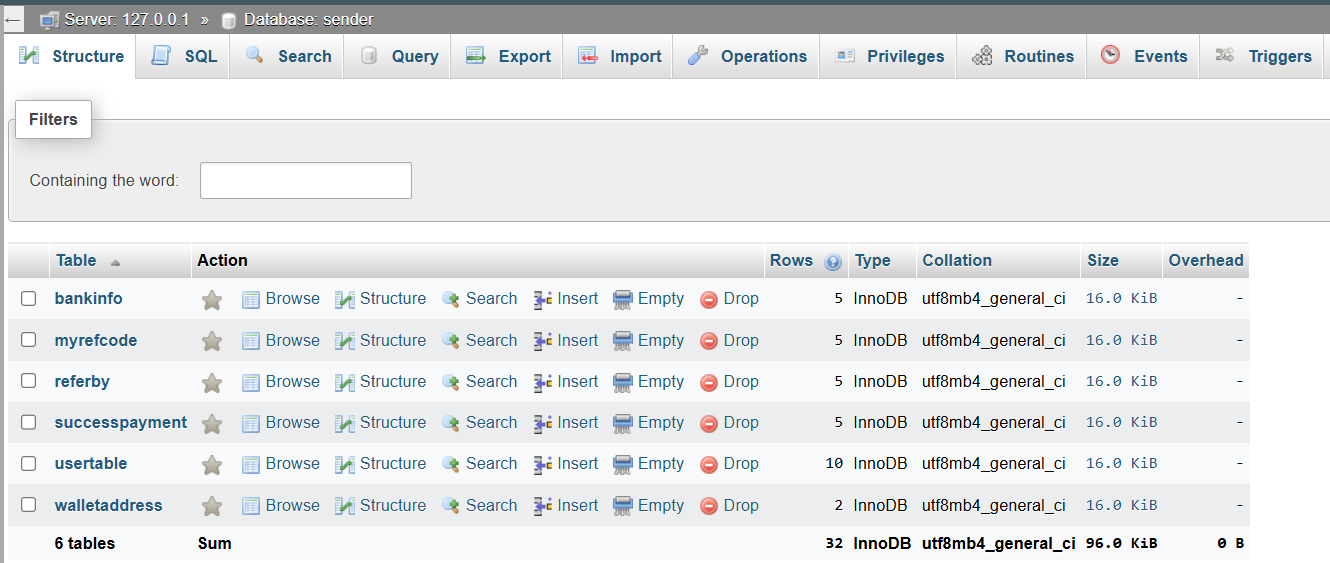 Server: 127.0.0.1 » Database: sender
Structure SQL Search Query Export Import Operations Privileges Routines Events Triggers
Filters
Containing the word:
Table Action Rows Type Collation Size Overhead
bankinfo Browse Structure Search Insert Empty Drop 5 InnoDB utf8mb4_general_ci 16.0 KiB -
myrefcode Browse Structure Search Insert Empty Drop 5 InnoDB utf8mb4_general_ci 16.0 KiB -
referby Browse Structure Search Insert Empty Drop 5 InnoDB utf8mb4_general_ci 16.0 KiB -
successpayment Browse Structure Search Insert Empty Drop 5 InnoDB utf8mb4_general_ci 16.0 KiB -
usertable Browse Structure Search Insert Empty Drop 10 InnoDB utf8mb4_general_ci 16.0 KiB -
walletaddress Browse Structure Search Insert Empty Drop 2 InnoDB utf8mb4_general_ci 16.0 KiB -
6 tables Sum 32 InnoDB utf8mb4_general_ci 96.0 KiB 0 B